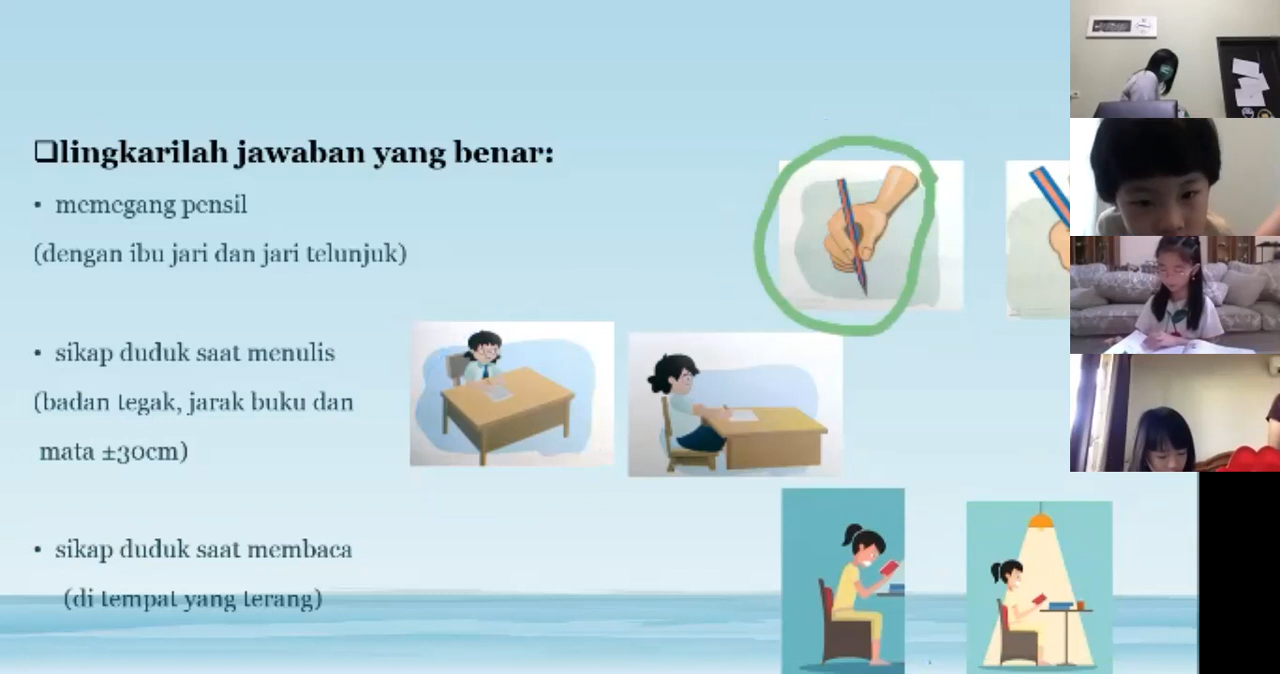 ❑lingkarilah jawaban yang benar:
• memegang pensil
(dengan ibu jari dan jari telunjuk)
• sikap duduk saat menulis
(badan tegak, jarak buku dan
mata ±30cm)
• sikap duduk saat membaca
(di tempat yang terang)